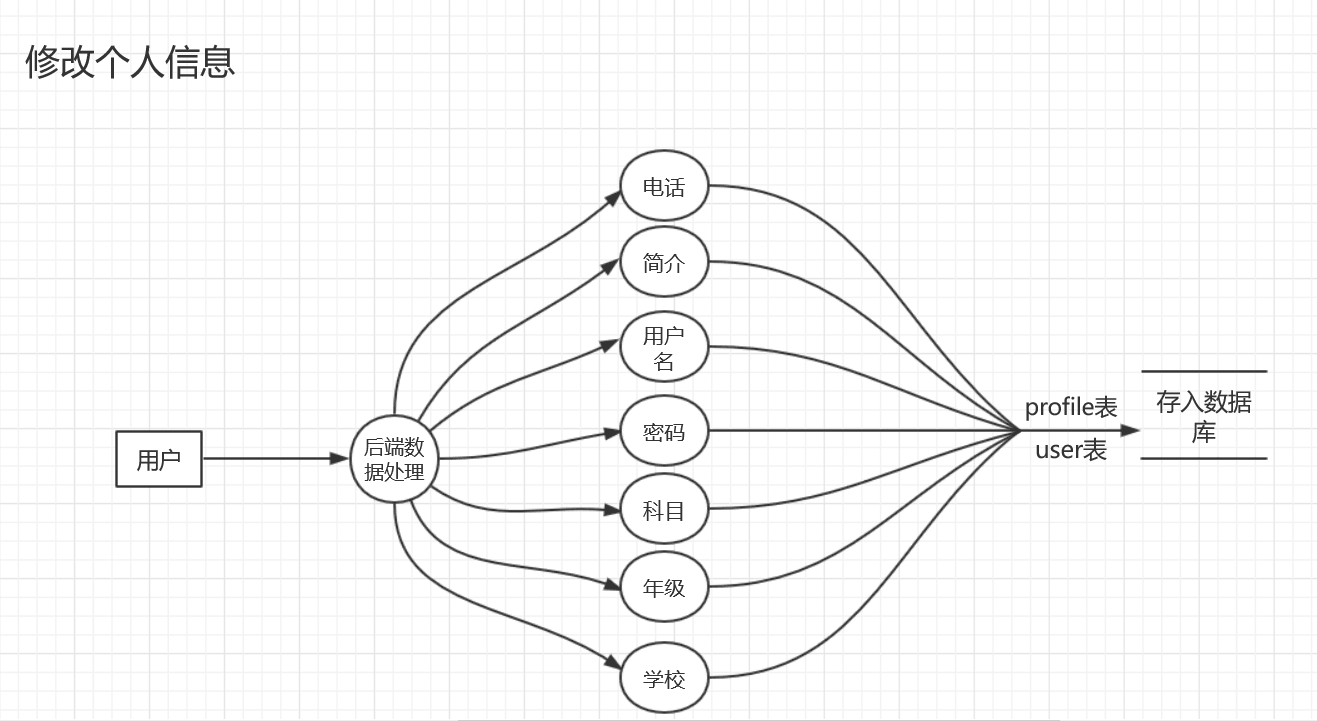 修改个人信息
电话
简介
用户
名
密码
科目
年级
学校
用户
后端数
据处理
profile表
user表
存入数据
库